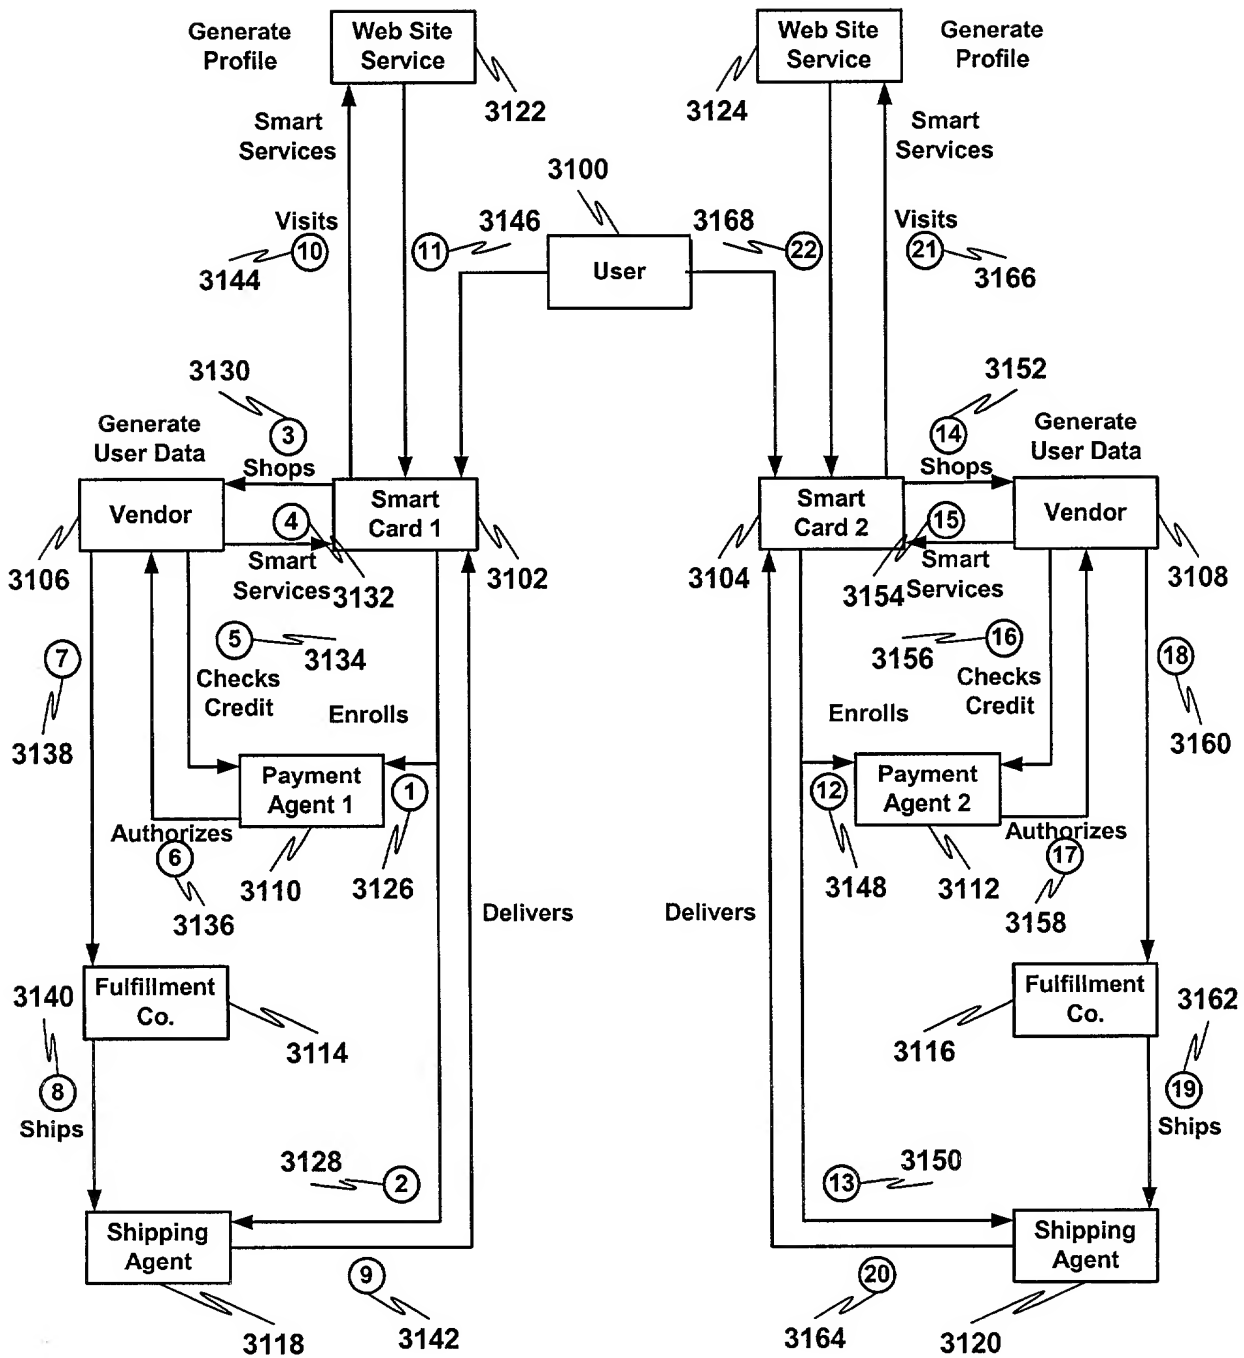 Generate
Profile
Web Site
Service
3122
Smart
Services
Web Site
Service
Generate
Profile
3124
Smart
Services
3100
User
Visits
10
3144
11
3146
3168
22
Visits
21
3166
3130
3
Generate
User Data
Shops
Vendor
3106
4
Smart
Services
3132
Smart
Card 1
3102
3152
14
Generate
User Data
Shops
Smart
Card 2
3104
15
Smart
Services
3154
Vendor
3108
7
3138
5
3134
Checks
Credit
Enrolls
Payment
Agent 1
1
3126
Authorizes
6
3136
3110
Delivers
16
3156
Checks
Credit
18
3160
Enrolls
Payment
Agent 2
12
3148
3112
Authorizes
17
3158
Delivers
3140
Fulfillment
Co.
3114
8
Ships
Fulfillment
Co.
3116
3162
19
Ships
3128
2
Shipping
Agent
3118
9
3142
3150
13
Shipping
Agent
20
3164
3120